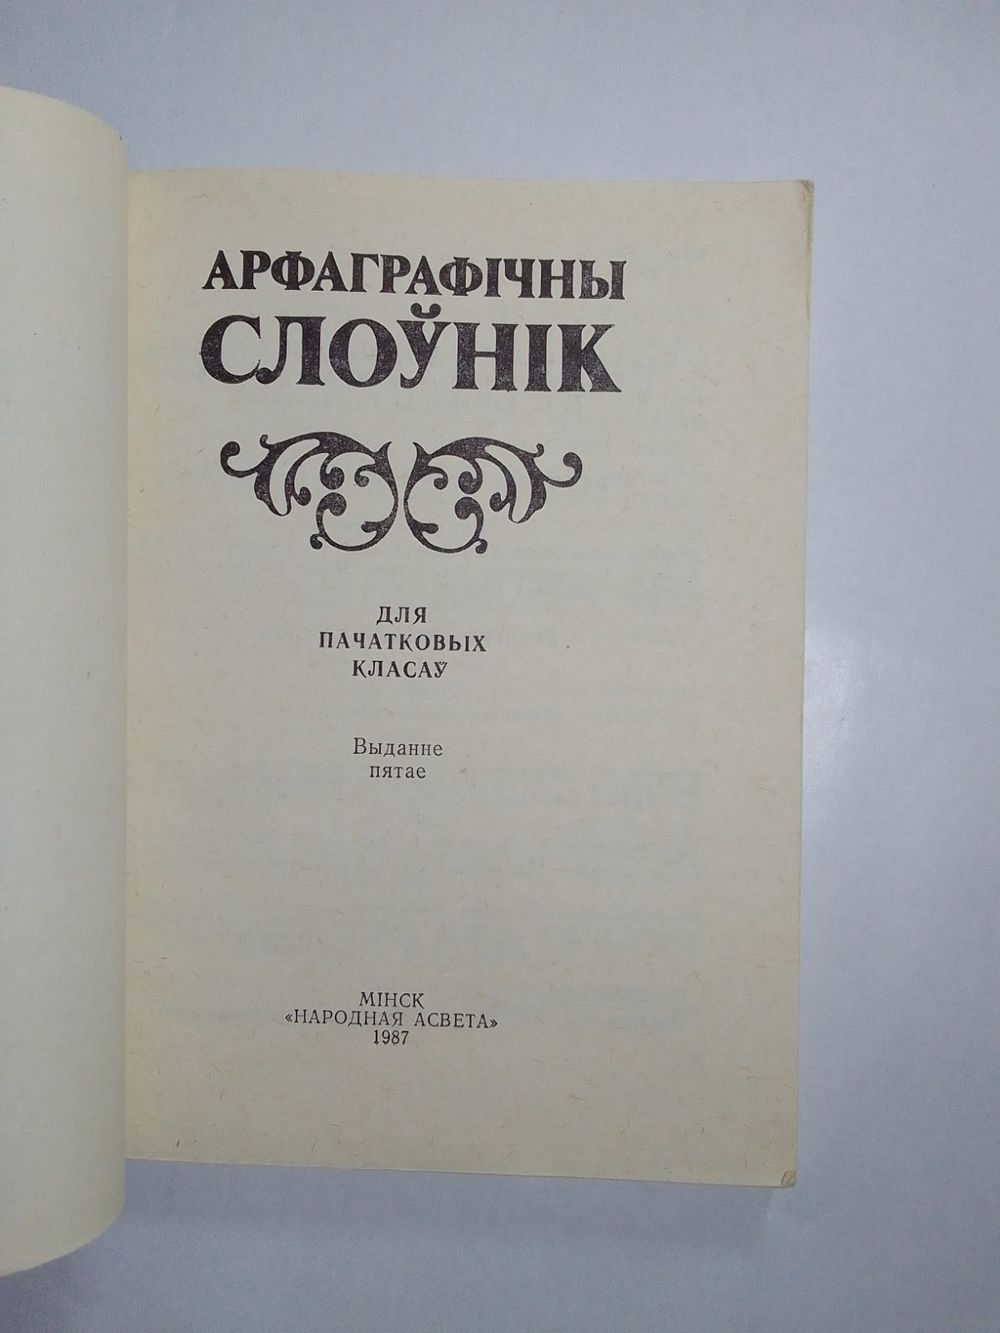 АРФАГРАФІЧНЫ
СЛОЎНІК
ДЛЯ
ПАЧАТКОВЫХ
КЛАСАЎ
Выданне
пятае
МІНСК
«НАРОДНАЯ АСВЕТА»
1987